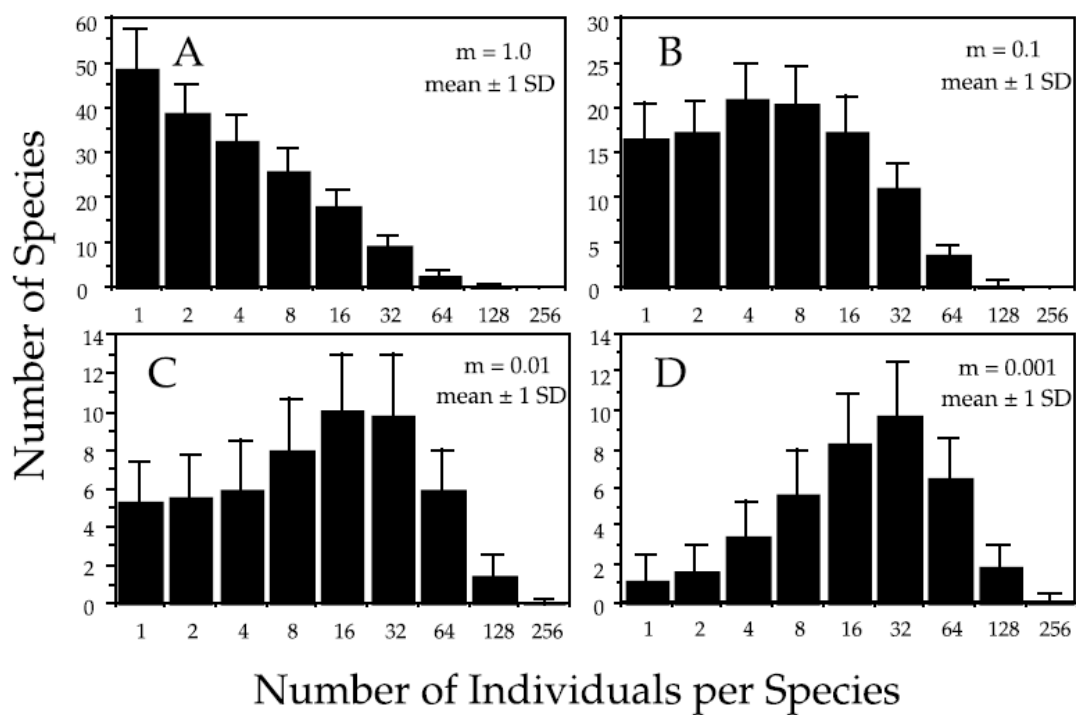 Number of Species
60
50
40
30
20
10
0
A
m = 1.0
mean ± 1 SD
1 2 4 8 16 32 64 128 256
30
25
20
15
10
5
0
B
m = 0.1
mean ± 1 SD
1 2 4 8 16 32 64 128 256
14
12
10
8
6
4
2
0
C
m = 0.01
mean ± 1 SD
1 2 4 8 16 32 64 128 256
14
12
10
8
6
4
2
0
D
m = 0.001
mean ± 1 SD
1 2 4 8 16 32 64 128 256
Number of Individuals per Species